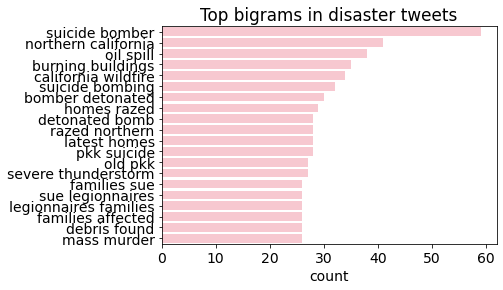 Top bigrams in disaster tweets
suicide bomber
northern california
oil spill
burning buildings
california wildfire
suicide bombing
bomber detonated
homes razed
detonated bomb
razed northern
latest homes
pkk suicide
old pkk
severe thunderstorm
families sue
sue legionnaires
legionnaires families
families affected
debris found
mass murder
0 10 20 30 40 50 60
count